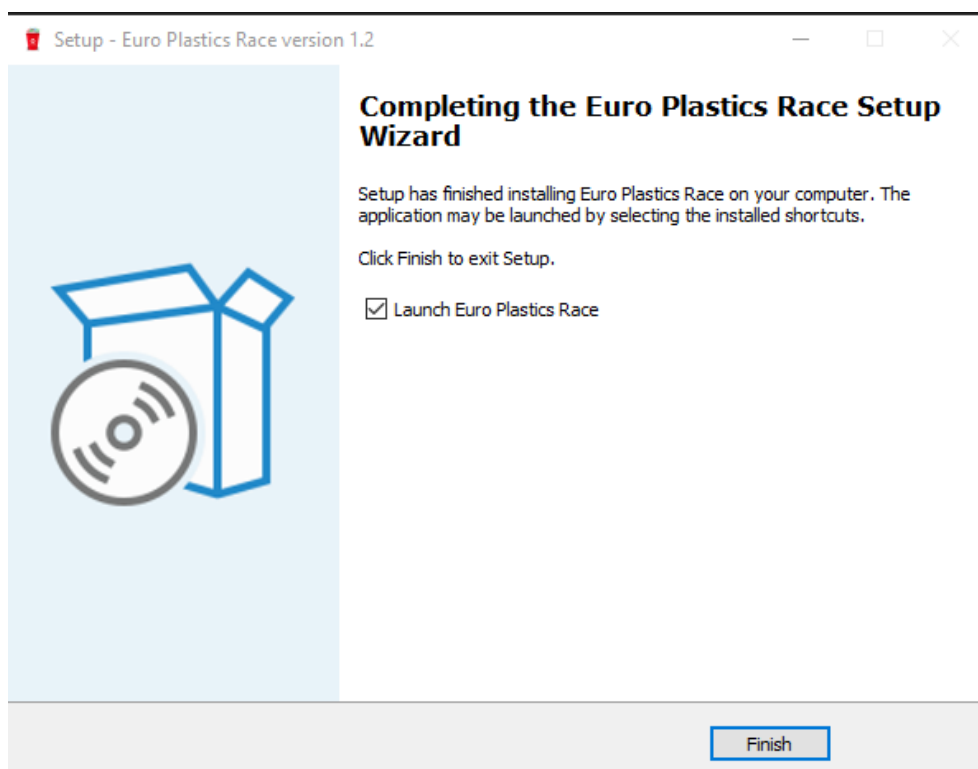 Setup - Euro Plastics Race version 1.2
Completing the Euro Plastics Race Setup
Wizard
Setup has finished installing Euro Plastics Race on your computer. The
application may be launched by selecting the installed shortcuts.
Click Finish to exit Setup.
Launch Euro Plastics Race
Finish